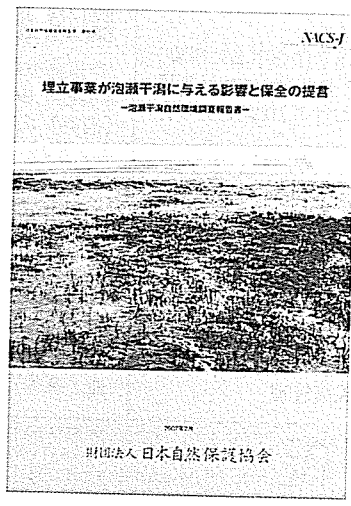 NACS-J
埋立事業が泡瀬干潟に与える影響と保全の提言
ー泡瀬干潟自然環境調査報告書ー
財団法人 日本自然保護協会